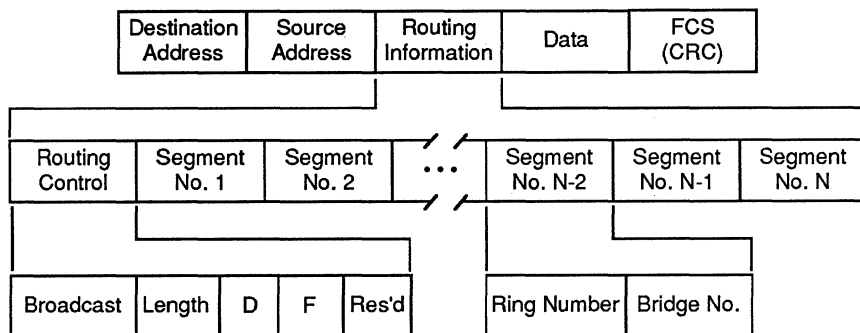 Destination Address
Source Address
Routing Information
Data
FCS (CRC)
Routing Control
Segment No. 1
Segment No. 2
• • •
Segment No. N-2
Segment No. N-1
Segment No. N
Broadcast
Length
D
F
Res'd
Ring Number
Bridge No.